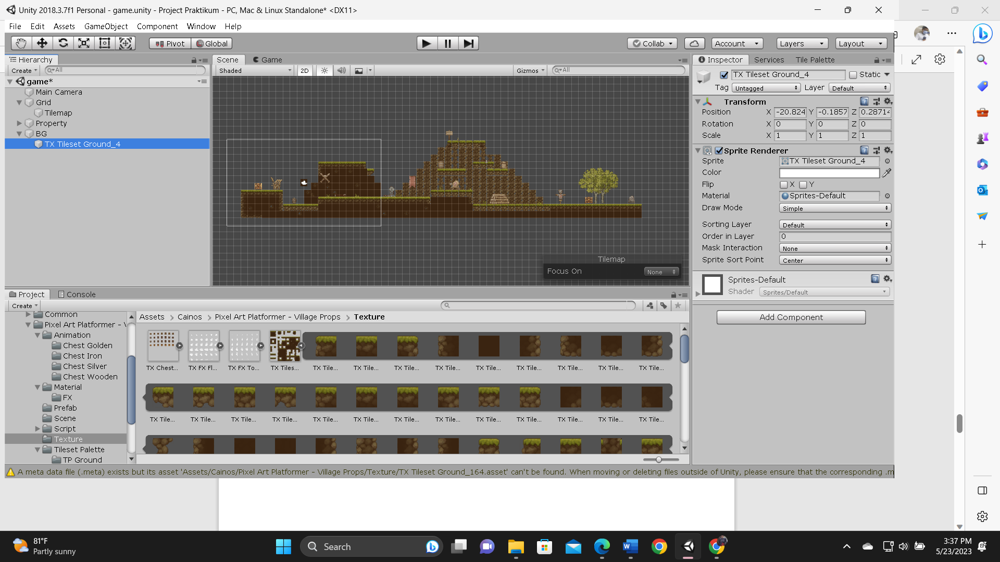 Unity 2018.3.7f1 Personal - game.unity - Project Praktikum - PC, Mac & Linux Standalone* <DX11>
File Edit Assets GameObject Component Window Help
Pivot Global Collab Account Layers Layout
Hierarchy
Create All
game*
Main Camera
Grid
Tilemap
Property
BG
TX Tileset Ground_4
Scene Game
Shaded 2D Gizmos All
Tilemap
Focus On None
Inspector Services Tile Palette
TX Tileset Ground_4 Static
Tag Untagged Layer Default
Transform
Position X -20.824 Y -0.1857 Z 0.28714
Rotation X 0 Y 0 Z 0
Scale X 1 Y 1 Z 1
Sprite Renderer
Sprite TX Tileset Ground_4
Color
Flip X Y
Material Sprites-Default
Draw Mode Simple
Sorting Layer Default
Order in Layer 0
Mask Interaction None
Sprite Sort Point Center
Sprites-Default
Shader Sprites/Default
Add Component
Project Console
Create
Common
Pixel Art Platformer - V
Animation
Chest Golden
Chest Iron
Chest Silver
Chest Wooden
Material
FX
Prefab
Scene
Script
Texture
Tileset Palette
TP Ground
Assets Cainos Pixel Art Platformer - Village Props Texture
TX Chest... TX FX Fl... TX FX To... TX Tiles... TX Tile... TX Tile... TX Tile... TX Tile... TX Tile... TX Tile... TX Tile... TX Tile... TX Tile...
TX Tile... TX Tile... TX Tile... TX Tile... TX Tile... TX Tile... TX Tile... TX Tile... TX Tile... TX Tile... TX Tile... TX Tile... TX Tile...
A meta data file (.meta) exists but its asset 'Assets/Cainos/Pixel Art Platformer - Village Props/Texture/TX Tileset Ground_164.asset' can't be found. When moving or deleting files outside of Unity, please ensure that the corresponding .m
81°F
Partly sunny
Search
3:37 PM
5/23/2023